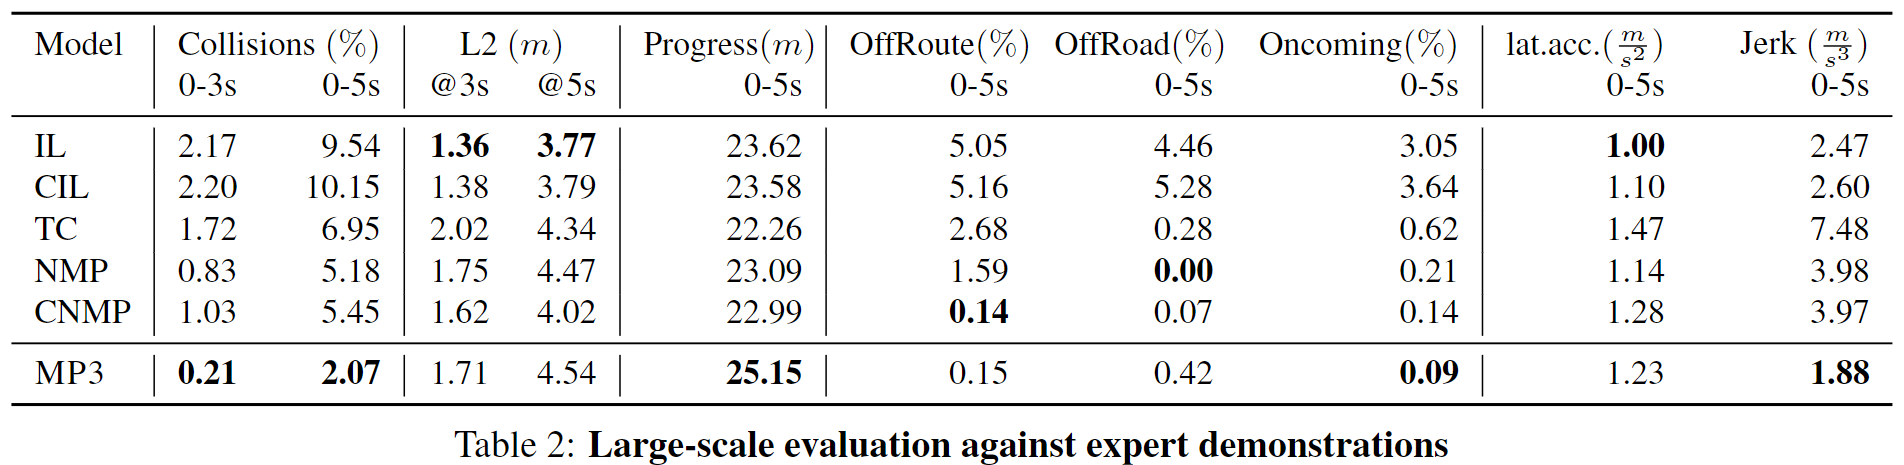 Model Collisions (%) L2 (m) Progress(m) OffRoute(%) OffRoad(%) Oncoming(%) lat.acc.(m/s²) Jerk (m/s³)
0-3s 0-5s @3s @5s 0-5s 0-5s 0-5s 0-5s 0-5s 0-5s
IL 2.17 9.54 1.36 3.77 23.62 5.05 4.46 3.05 1.00 2.47
CIL 2.20 10.15 1.38 3.79 23.58 5.16 5.28 3.64 1.10 2.60
TC 1.72 6.95 2.02 4.34 22.26 2.68 0.28 0.62 1.47 7.48
NMP 0.83 5.18 1.75 4.47 23.09 1.59 0.00 0.21 1.14 3.98
CNMP 1.03 5.45 1.62 4.02 22.99 0.14 0.07 0.14 1.28 3.97
MP3 0.21 2.07 1.71 4.54 25.15 0.15 0.42 0.09 1.23 1.88
Table 2: Large-scale evaluation against expert demonstrations